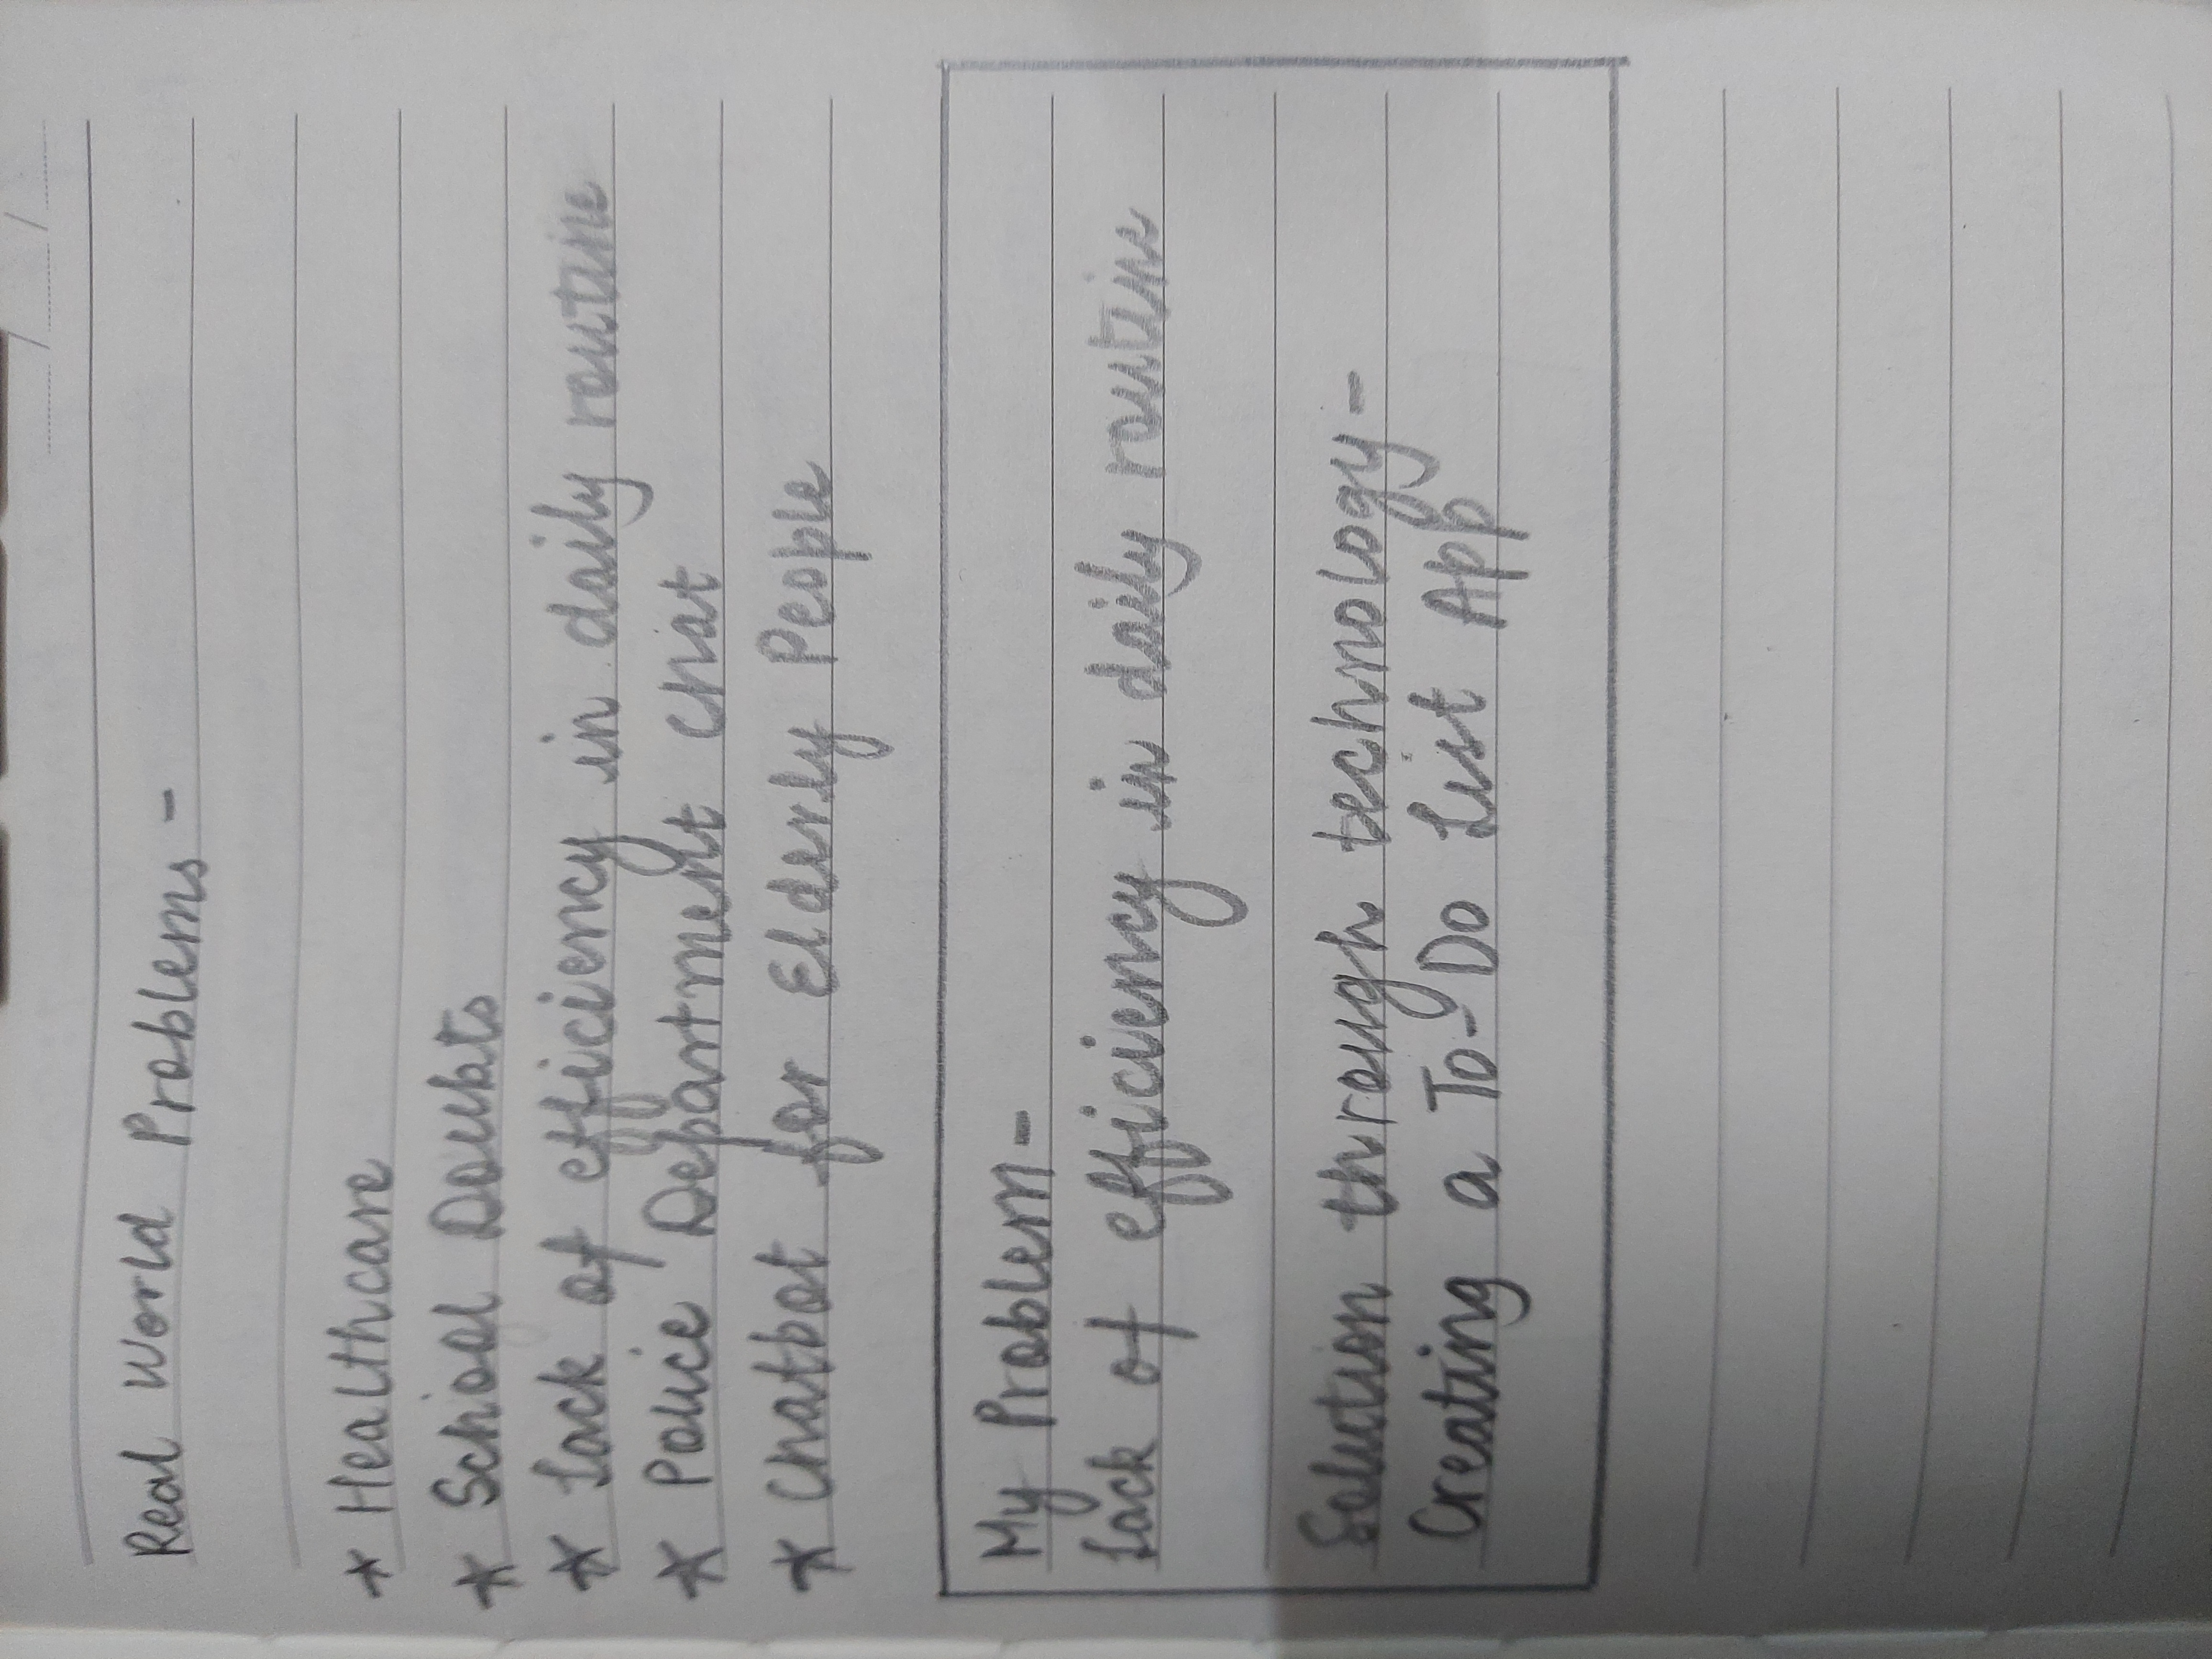 Real World Problems -
* Healthcare
* School Doubts
* Lack of efficiency in daily routine
* Police Department Chat
* Chatbot for Elderly People
My Problem -
Lack of efficiency in daily routine
Solution through technology -
Creating a To-Do List App